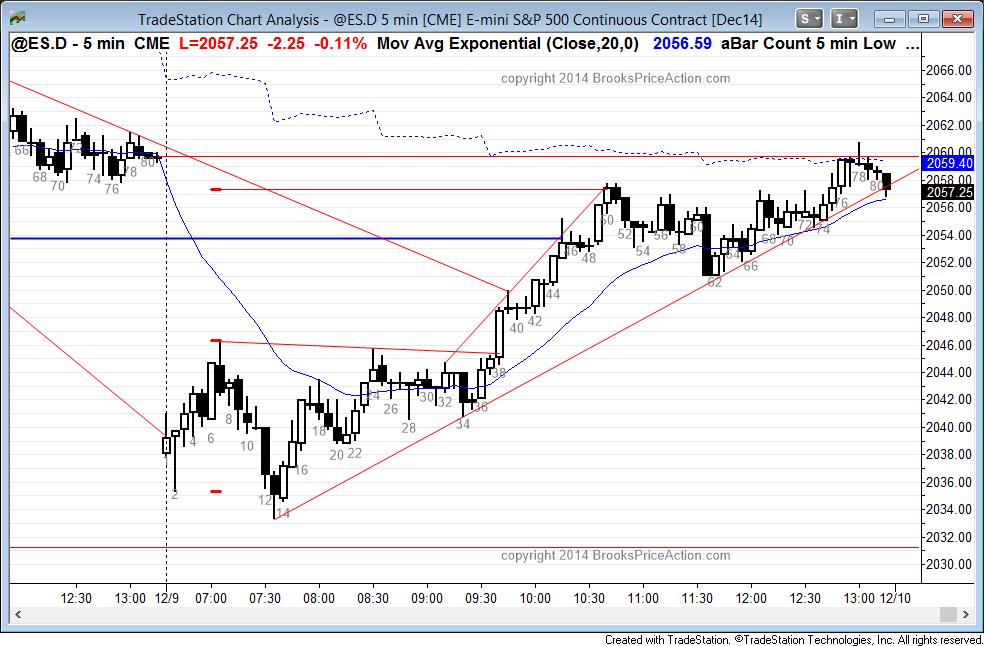 TradeStation Chart Analysis - @ES.D 5 min [CME] E-mini S&P 500 Continuous Contract [Dec14]
S I
@ES.D - 5 min CME L=2057.25 -2.25 -0.11% Mov Avg Exponential (Close,20,0) 2056.59 aBar Count 5 min Low ...
copyright 2014 BrooksPriceAction.com
2066.00
2064.00
2062.00
2060.00
2059.40
2058.00
2057.25
2056.00
2054.00
2052.00
2050.00
2048.00
2046.00
2044.00
2042.00
2040.00
2038.00
2036.00
2034.00
2032.00
2030.00
66 68 70 72 74 76 78 80
2 4 6 8 10 12 14 16 18 20 22 24 26 28 30 32 34 36 38 40 42 44 46 48 50 52 54 56 58 60 62 64 66 68 70 72 74 76 78 80
copyright 2014 BrooksPriceAction.com
12:30 13:00 12/9 07:00 07:30 08:00 08:30 09:00 09:30 10:00 10:30 11:00 11:30 12:00 12:30 13:00 12/10
Created with TradeStation. ©TradeStation Technologies, Inc. All rights reserved.